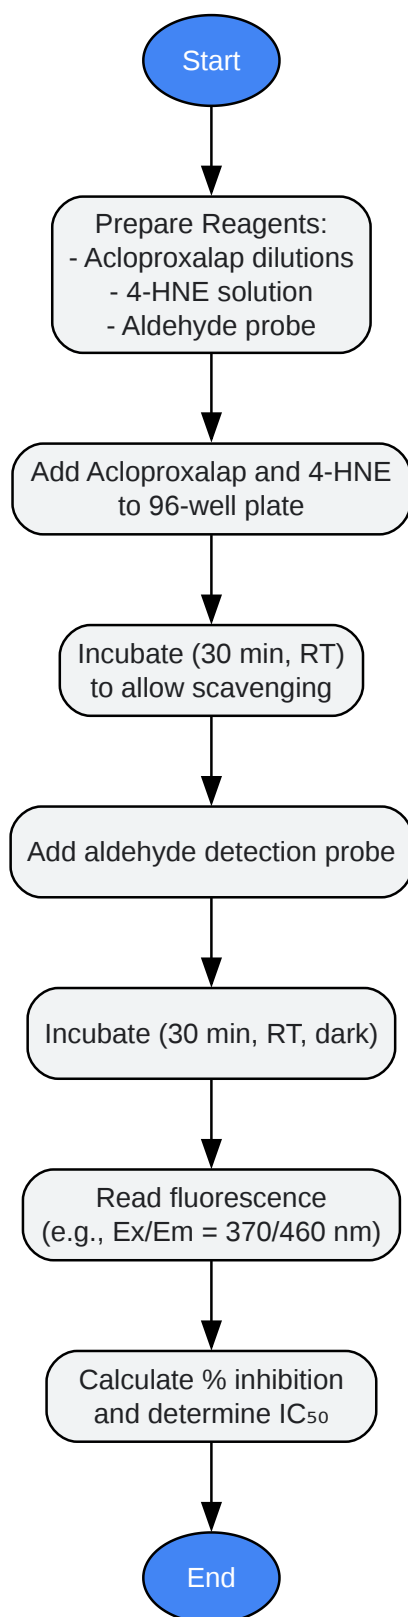 Start
Prepare Reagents:
- Acloproxalap dilutions
- 4-HNE solution
- Aldehyde probe
Add Acloproxalap and 4-HNE
to 96-well plate
Incubate (30 min, RT)
to allow scavenging
Add aldehyde detection probe
Incubate (30 min, RT, dark)
Read fluorescence
(e.g., Ex/Em = 370/460 nm)
Calculate % inhibition
and determine IC₅₀
End